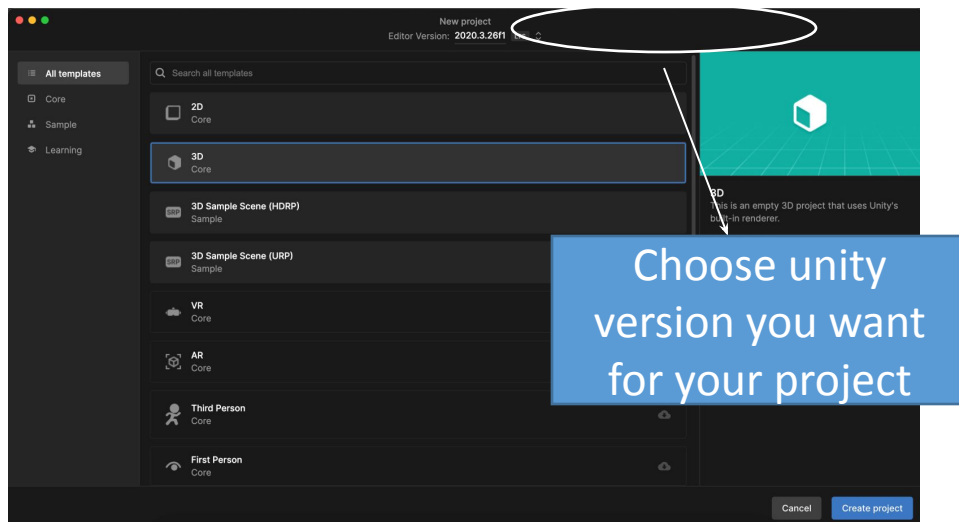 New project
Editor Version: 2020.3.26f1
All templates
Core
Sample
Learning
Search all templates
2D
Core
3D
Core
SRP
3D Sample Scene (HDRP)
Sample
SRP
3D Sample Scene (URP)
Sample
VR
Core
AR
Core
Third Person
Core
First Person
Core
3D
This is an empty 3D project that uses Unity's
built-in renderer.
Choose unity
version you want
for your project
Cancel
Create project